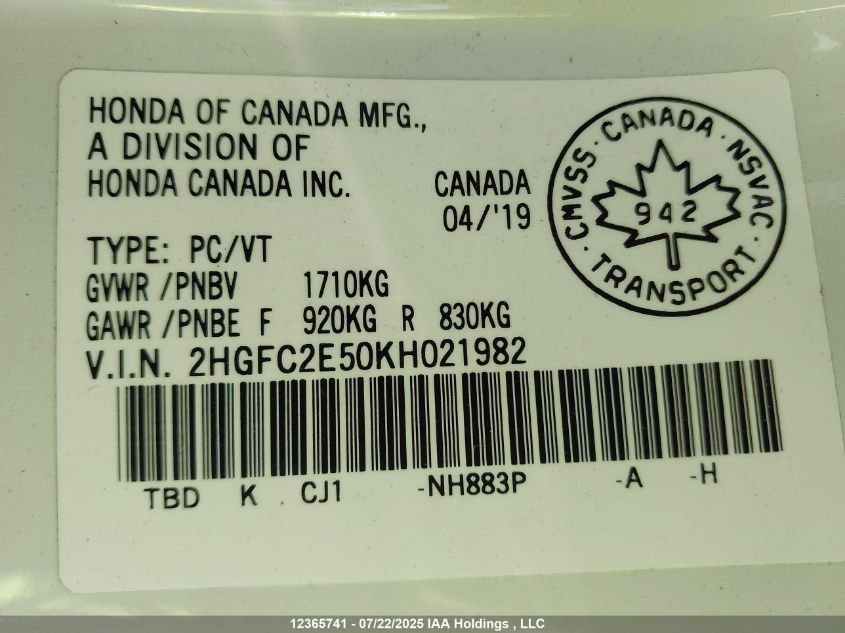 HONDA OF CANADA MFG.,
A DIVISION OF
HONDA CANADA INC.
CANADA
04/'19
CMVSS · CANADA · NSVAC · TRANSPORT ·
942
TYPE: PC/VT
GVWR /PNBV 1710KG
GAWR /PNBE F 920KG R 830KG
V.I.N. 2HGFC2E50KH021982
TBD K CJ1 -NH883P -A -H
12365741 - 07/22/2025 IAA Holdings , LLC